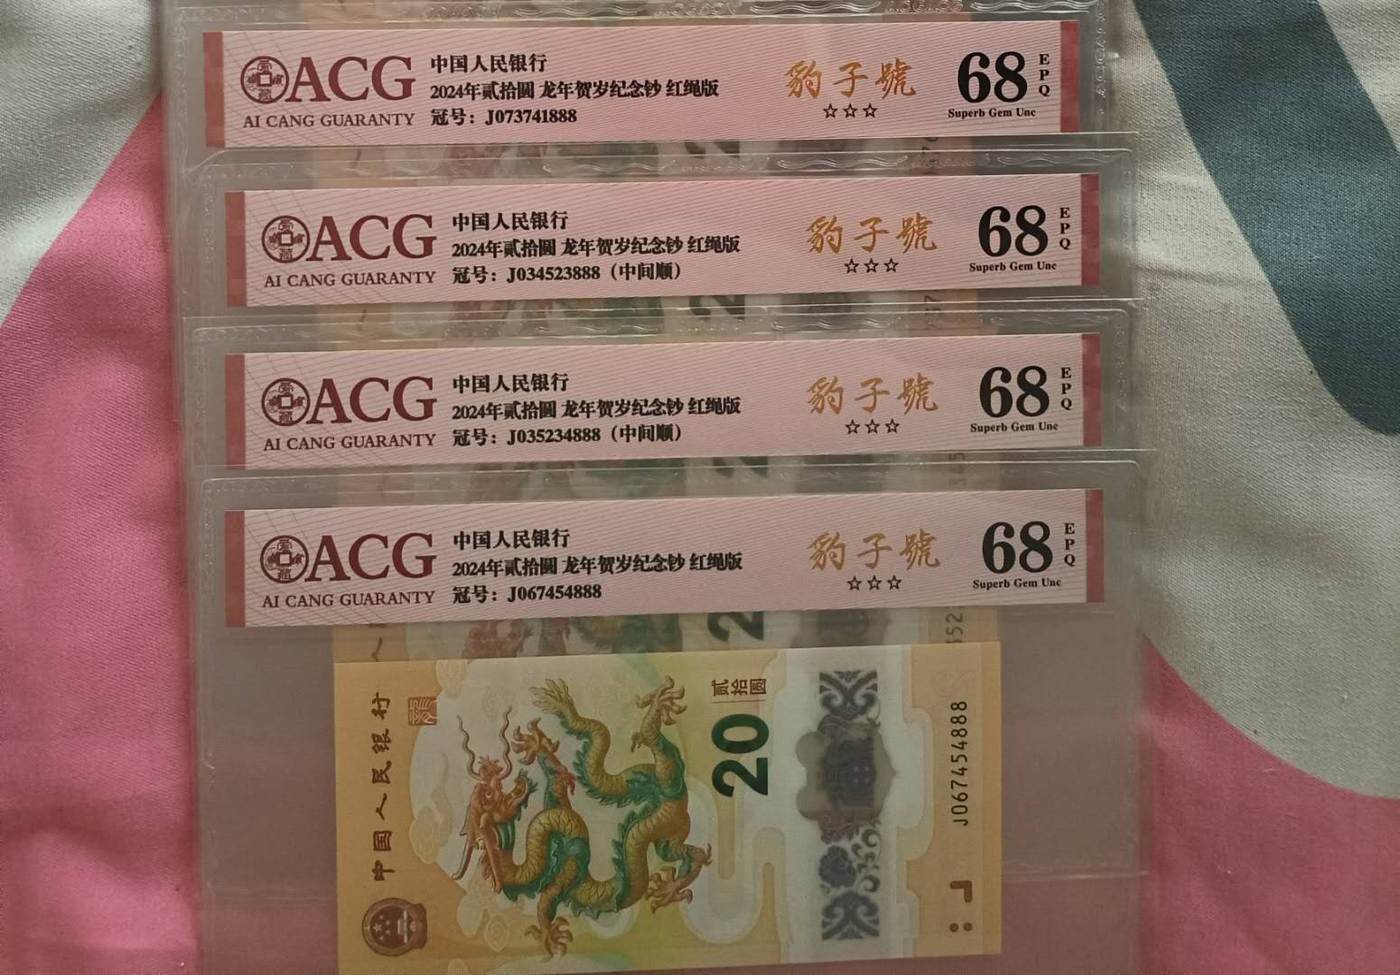 ACG
AI CANG GUARANTY
中国人民银行
2024年贰拾圆 龙年贺岁纪念钞 红绳版
冠号：J073741888
豹子號
☆☆☆
68
EPQ
Superb Gem Unc
ACG
AI CANG GUARANTY
中国人民银行
2024年贰拾圆 龙年贺岁纪念钞 红绳版
冠号：J034523888（中间顺）
豹子號
☆☆☆
68
EPQ
Superb Gem Unc
ACG
AI CANG GUARANTY
中国人民银行
2024年贰拾圆 龙年贺岁纪念钞 红绳版
冠号：J035234888（中间顺）
豹子號
☆☆☆
68
EPQ
Superb Gem Unc
ACG
AI CANG GUARANTY
中国人民银行
2024年贰拾圆 龙年贺岁纪念钞 红绳版
冠号：J067454888
豹子號
☆☆☆
68
EPQ
Superb Gem Unc
中国人民银行
贰拾圆
20
J067454888